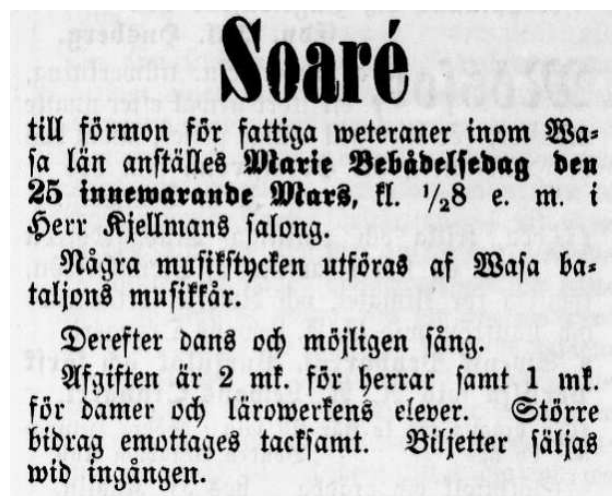 Soaré
till förmon för fattiga weteraner inom Wa-
sa län anställes Marie Bebådelsedag den
25 innewarande Mars, kl. 1/28 e. m. i
Herr Kjellmans salong.
Några musikstycken utföras af Wasa ba-
taljons musikkår.
Derefter dans och möjligen sång.
Afgiften är 2 mk. för herrar samt 1 mk.
för damer och lärowerkens elever. Större
bidrag emottages tacksamt. Biljetter säljas
wid ingången.